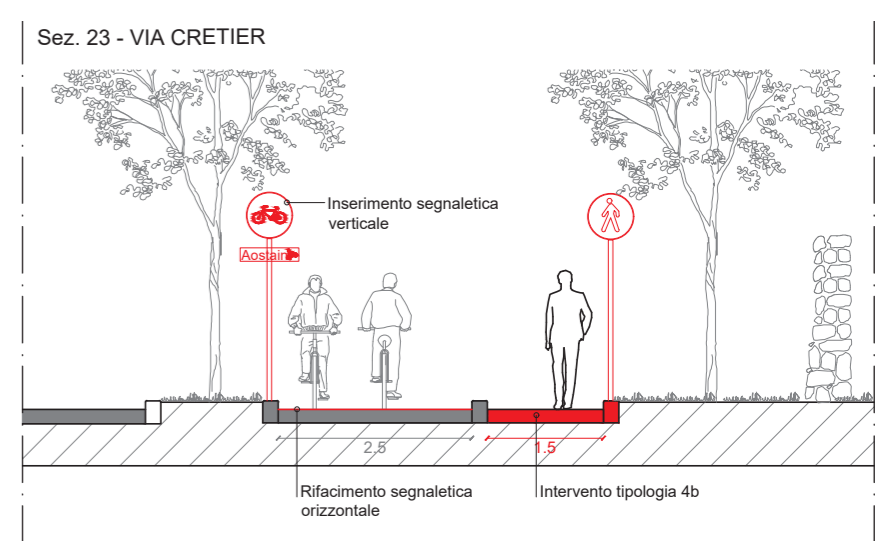 Sez. 23 - VIA CRETIER
Inserimento segnaletica
verticale
Aostain
2.5
1.5
Rifacimento segnaletica
orizzontale
Intervento tipologia 4b